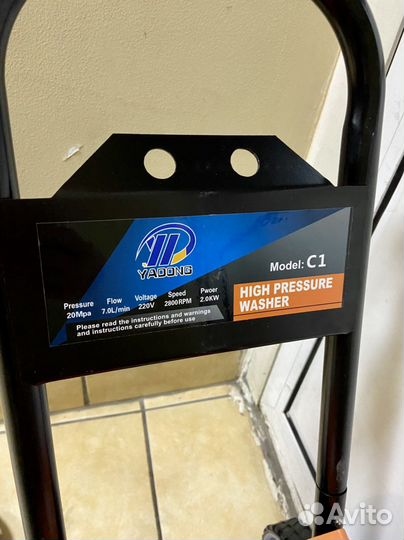 YADONG
Model: C1
HIGH PRESSURE
WASHER
Pressure Flow Voltage Speed Pwoer
20Mpa 7.0L/min 220V 2800RPM 2.0KW
Please read the instructions and warnings
and instructions carefully before use
Avito